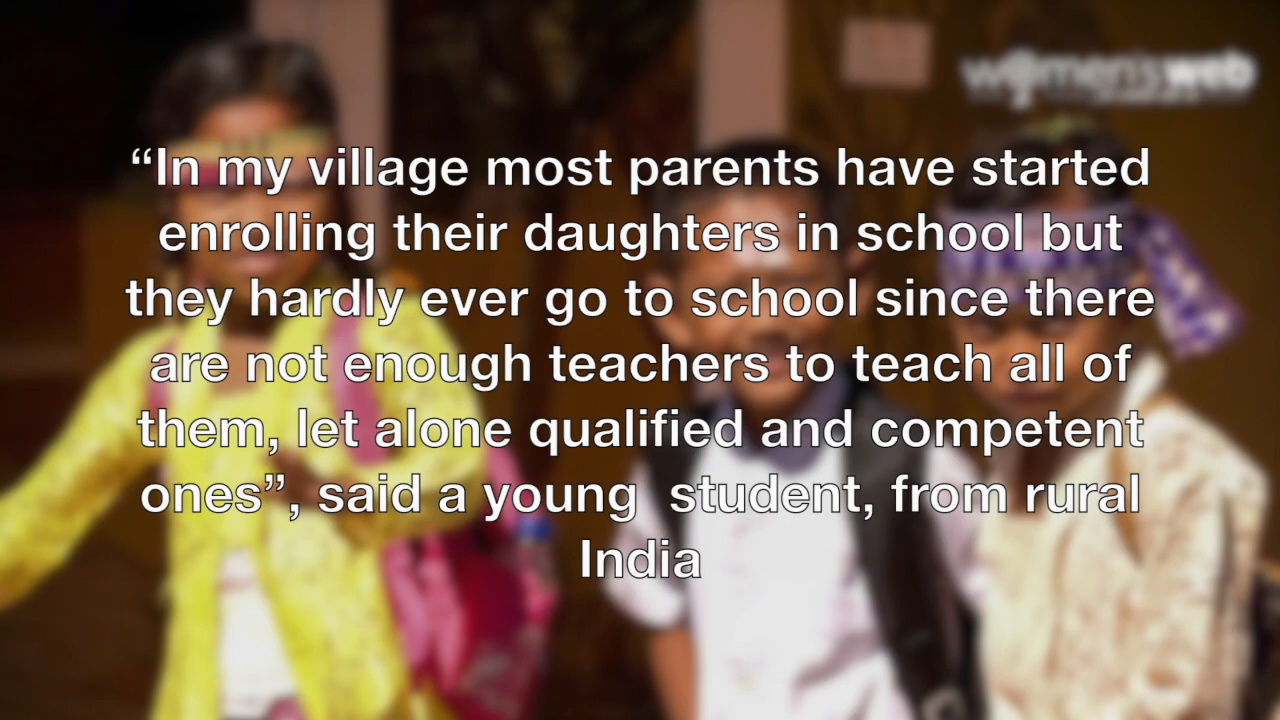 women'sweb
“In my village most parents have started
enrolling their daughters in school but
they hardly ever go to school since there
are not enough teachers to teach all of
them, let alone qualified and competent
ones”, said a young  student, from rural
India